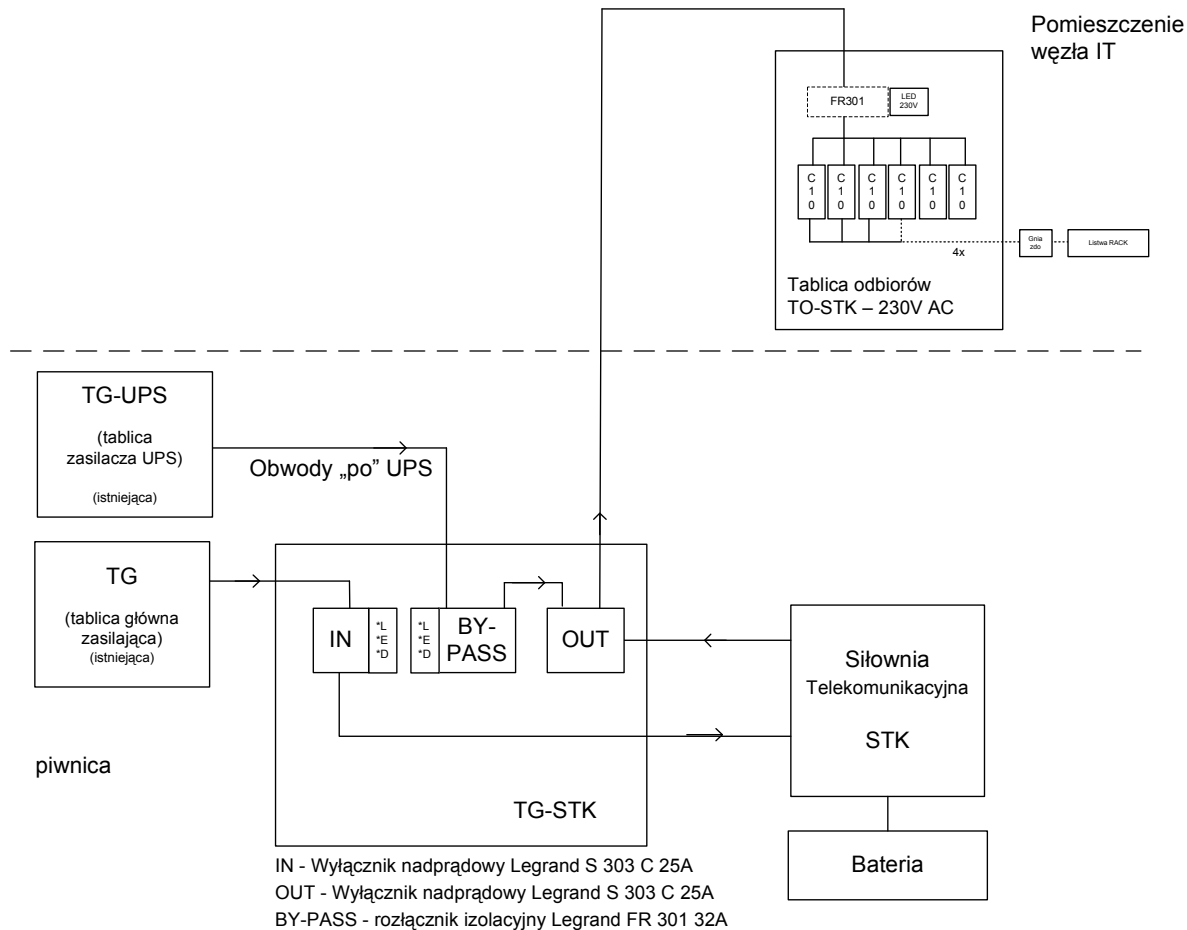 Pomieszczenie
węzła IT
FR301
LED
230V
C
1
0
C
1
0
C
1
0
C
1
0
C
1
0
C
1
0
4x
Gnia
zdo
Listwa RACK
Tablica odbiorów
TO-STK – 230V AC
TG-UPS
(tablica
zasilacza UPS)
(istniejąca)
Obwody „po” UPS
TG
(tablica główna
zasilająca)
(istniejąca)
IN
*L
*E
*D
*L
*E
*D
BY-
PASS
OUT
Siłownia
Telekomunikacyjna
STK
piwnica
TG-STK
Bateria
IN - Wyłącznik nadprądowy Legrand S 303 C 25A
OUT - Wyłącznik nadprądowy Legrand S 303 C 25A
BY-PASS - rozłącznik izolacyjny Legrand FR 301 32A